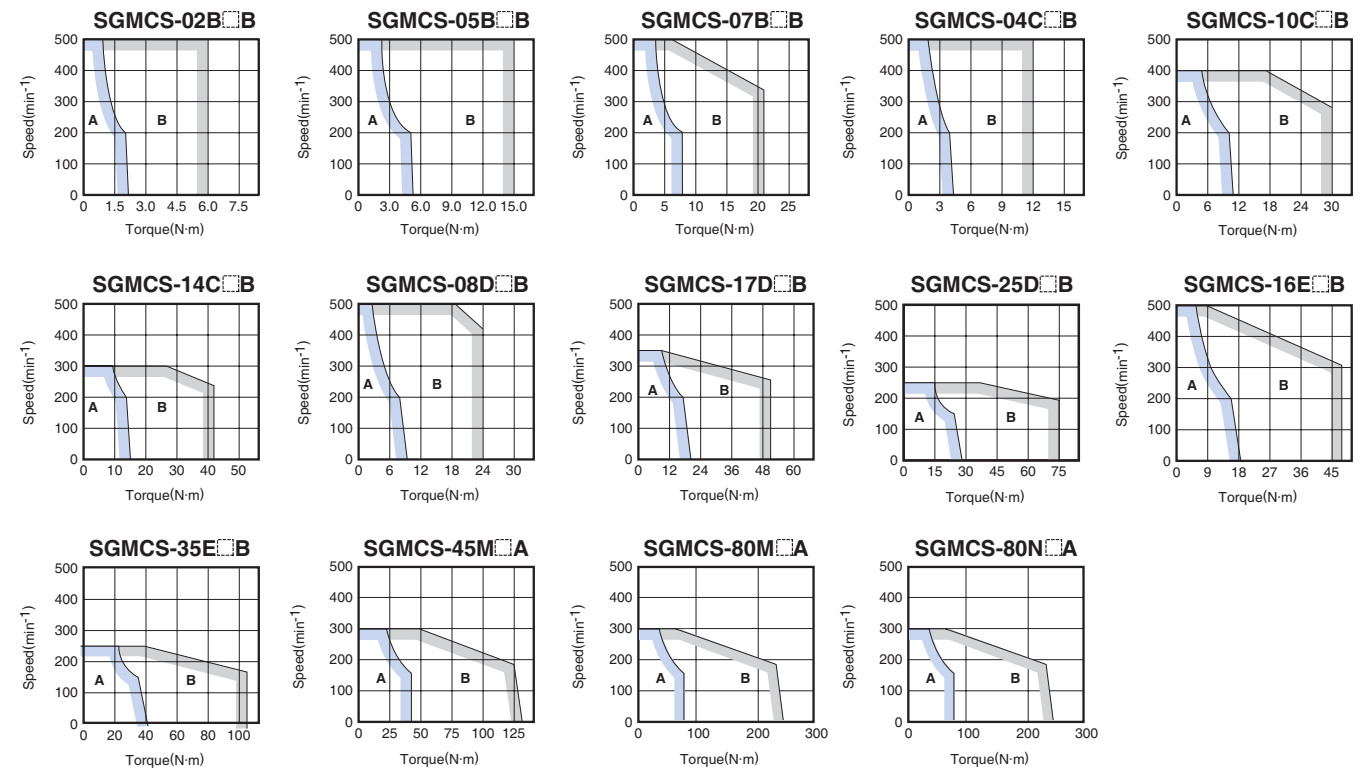 SGMCS-02B□B
500
400
300
200
100
0
Speed(min-1)
A
B
0 1.5 3.0 4.5 6.0 7.5
Torque(N·m)
SGMCS-05B□B
500
400
300
200
100
0
Speed(min-1)
A
B
0 3.0 6.0 9.0 12.0 15.0
Torque(N·m)
SGMCS-07B□B
500
400
300
200
100
0
Speed(min-1)
A
B
0 5 10 15 20 25
Torque(N·m)
SGMCS-04C□B
500
400
300
200
100
0
Speed(min-1)
A
B
0 3 6 9 12 15
Torque(N·m)
SGMCS-10C□B
500
400
300
200
100
0
Speed(min-1)
A
B
0 6 12 18 24 30
Torque(N·m)
SGMCS-14C□B
500
400
300
200
100
0
Speed(min-1)
A
B
0 10 20 30 40 50
Torque(N·m)
SGMCS-08D□B
500
400
300
200
100
0
Speed(min-1)
A
B
0 6 12 18 24 30
Torque(N·m)
SGMCS-17D□B
500
400
300
200
100
0
Speed(min-1)
A
B
0 12 24 36 48 60
Torque(N·m)
SGMCS-25D□B
500
400
300
200
100
0
Speed(min-1)
A
B
0 15 30 45 60 75
Torque(N·m)
SGMCS-16E□B
500
400
300
200
100
0
Speed(min-1)
A
B
0 9 18 27 36 45
Torque(N·m)
SGMCS-35E□B
500
400
300
200
100
0
Speed(min-1)
A
B
0 20 40 60 80 100
Torque(N·m)
SGMCS-45M□A
500
400
300
200
100
0
Speed(min-1)
A
B
0 25 50 75 100 125
Torque(N·m)
SGMCS-80M□A
500
400
300
200
100
0
Speed(min-1)
A
B
0 100 200 300
Torque(N·m)
SGMCS-80N□A
500
400
300
200
100
0
Speed(min-1)
A
B
0 100 200 300
Torque(N·m)